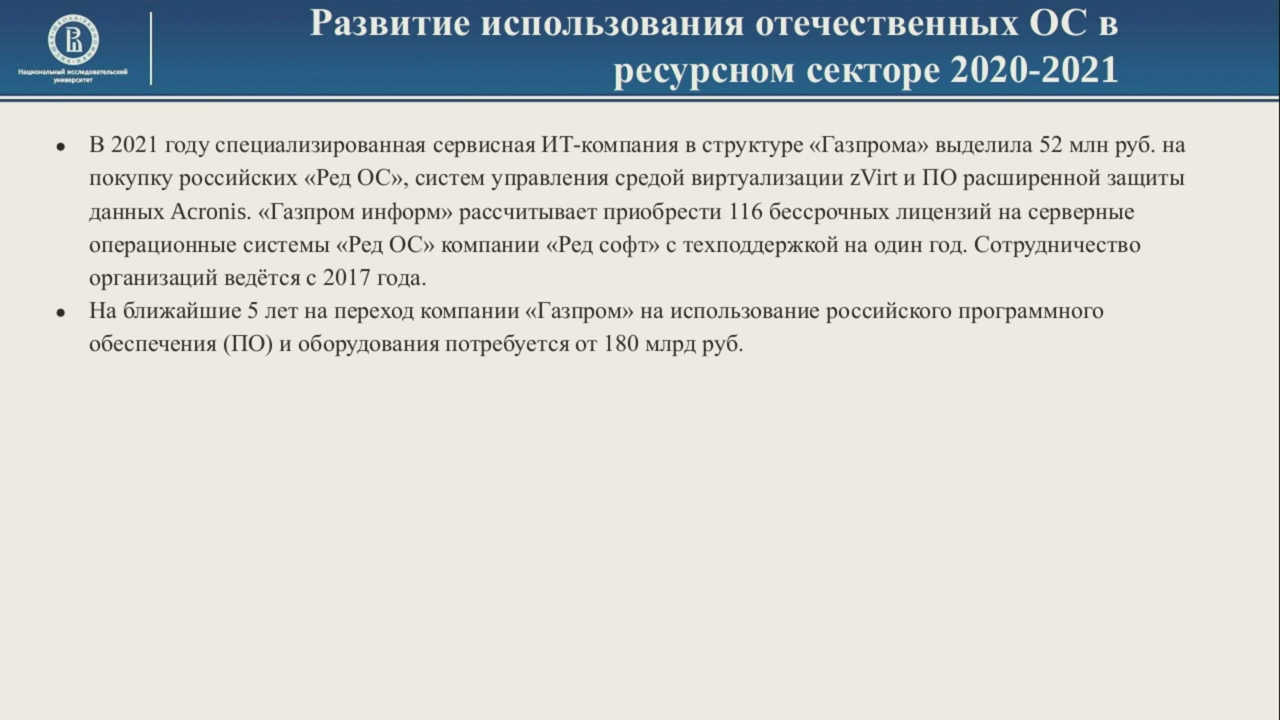 Национальный исследовательский
университет
Развитие использования отечественных ОС в
ресурсном секторе 2020-2021
• В 2021 году специализированная сервисная ИТ-компания в структуре «Газпрома» выделила 52 млн руб. на
покупку российских «Ред ОС», систем управления средой виртуализации zVirt и ПО расширенной защиты
данных Acronis. «Газпром информ» рассчитывает приобрести 116 бессрочных лицензий на серверные
операционные системы «Ред ОС» компании «Ред софт» с техподдержкой на один год. Сотрудничество
организаций ведётся с 2017 года.
• На ближайшие 5 лет на переход компании «Газпром» на использование российского программного
обеспечения (ПО) и оборудования потребуется от 180 млрд руб.